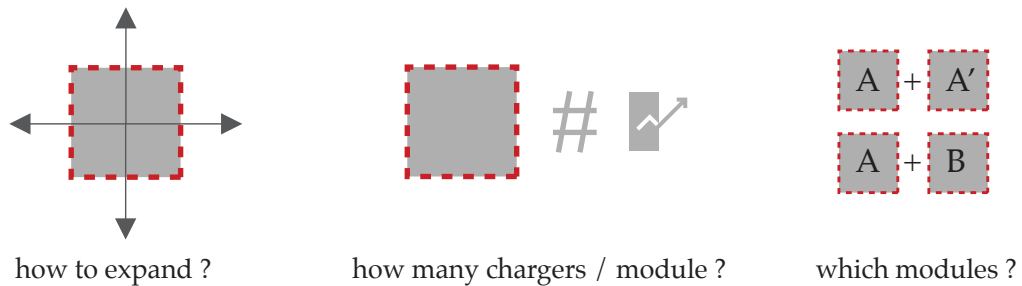 A + A′
#
A + B
how to expand ?
how many chargers / module ?
which modules ?